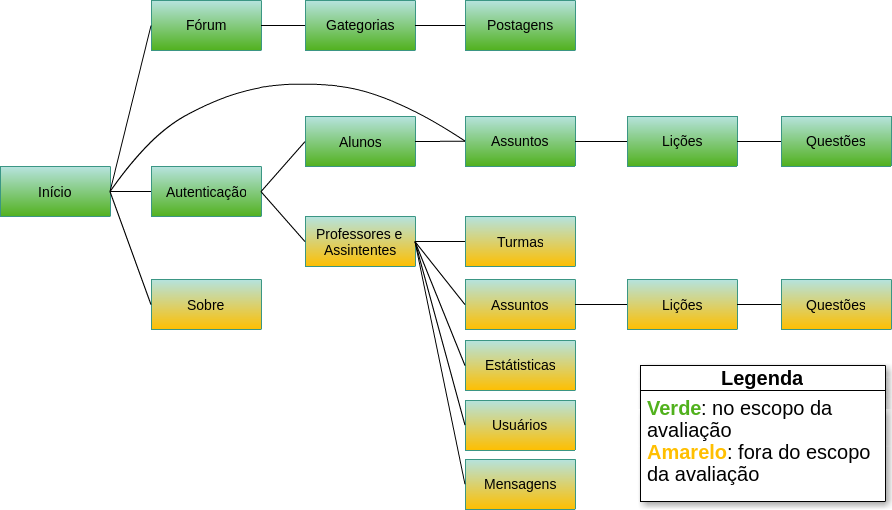 Fórum
Gategorias
Postagens
Alunos
Assuntos
Lições
Questões
Início
Autenticação
Professores e
Assintentes
Turmas
Sobre
Assuntos
Lições
Questões
Estátisticas
Usuários
Mensagens
Legenda
Verde: no escopo da
avaliação
Amarelo: fora do escopo
da avaliação